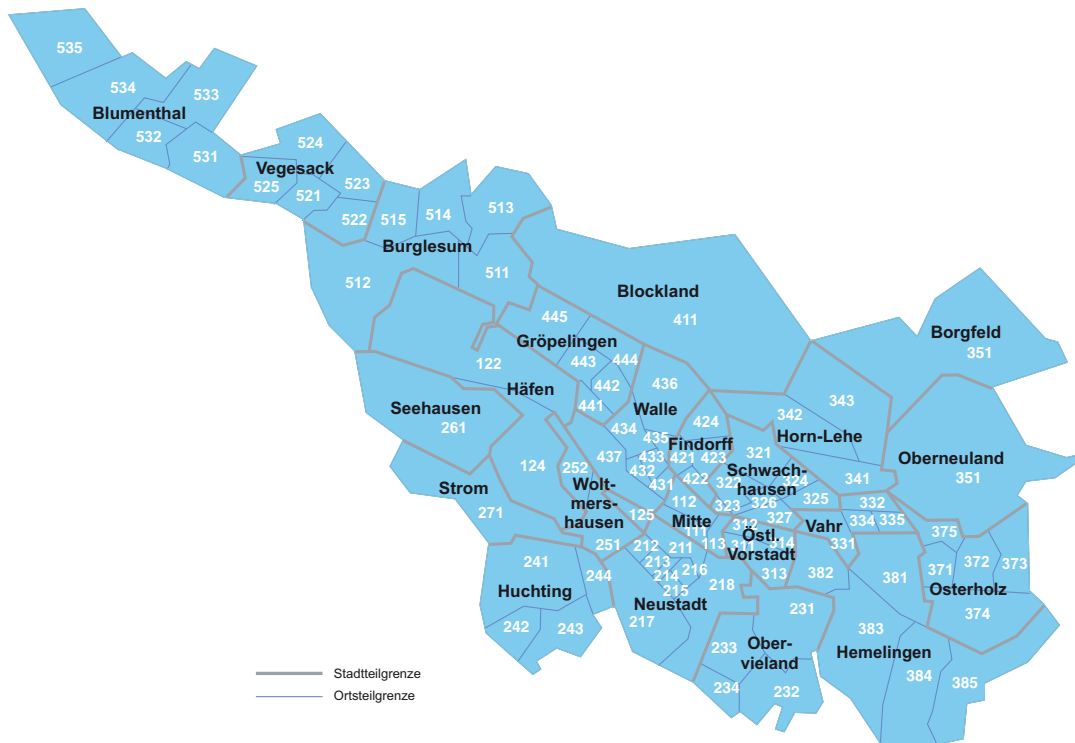 535
534
533
Blumenthal
532
531
524
Vegesack
525
521
523
522
515
514
513
Burglesum
511
512
Blockland
411
445
Gröpelingen
443
444
442
441
122
Häfen
436
Walle
424
434
435
Findorff
433
421
423
437
432
422
431
Borgfeld
351
343
342
Horn-Lehe
341
Oberneuland
351
321
Schwach-
hausen
322
324
323
326
325
327
Seehausen
261
124
252
Strom
271
Wolt-
mers-
hausen
125
251
112
Mitte
111
113
312
Östl.
311
314
Vorstadt
313
332
Vahr
334
335
331
375
371
372
373
Osterholz
374
382
381
241
Huchting
244
242
243
212
211
213
214
216
215
218
Neustadt
217
231
233
Ober-
vieland
234
232
383
Hemelingen
384
385
Stadtteilgrenze
Ortsteilgrenze